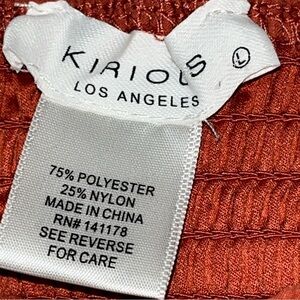 KIRIOUS
L
LOS ANGELES
75% POLYESTER
25% NYLON
MADE IN CHINA
RN# 141178
SEE REVERSE
FOR CARE